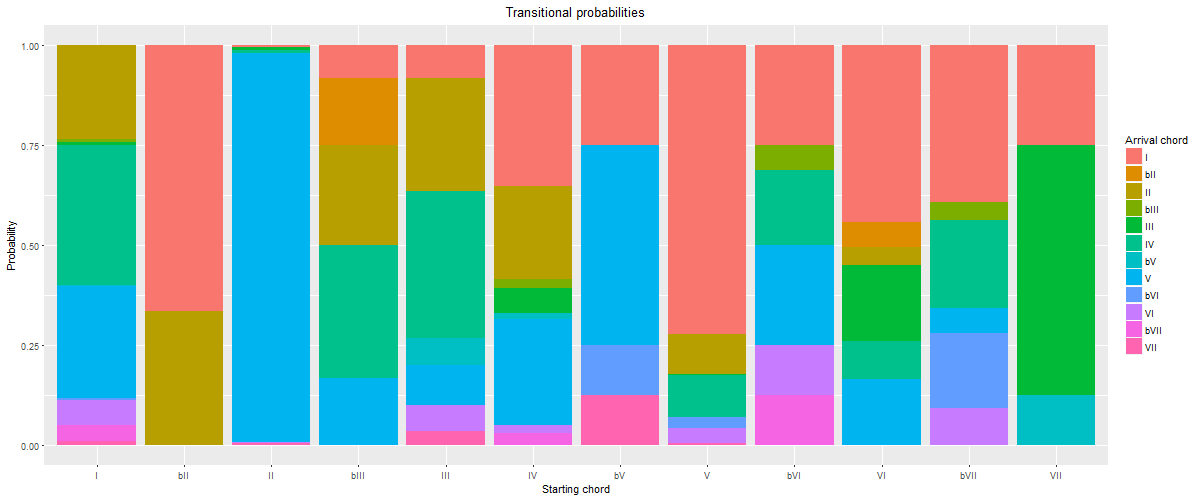 Transitional probabilities
Probability
1.00
0.75
0.50
0.25
0.00
I bII II bIII III IV bV V bVI VI bVII VII
Starting chord
Arrival chord
I
bII
II
bIII
III
IV
bV
V
bVI
VI
bVII
VII